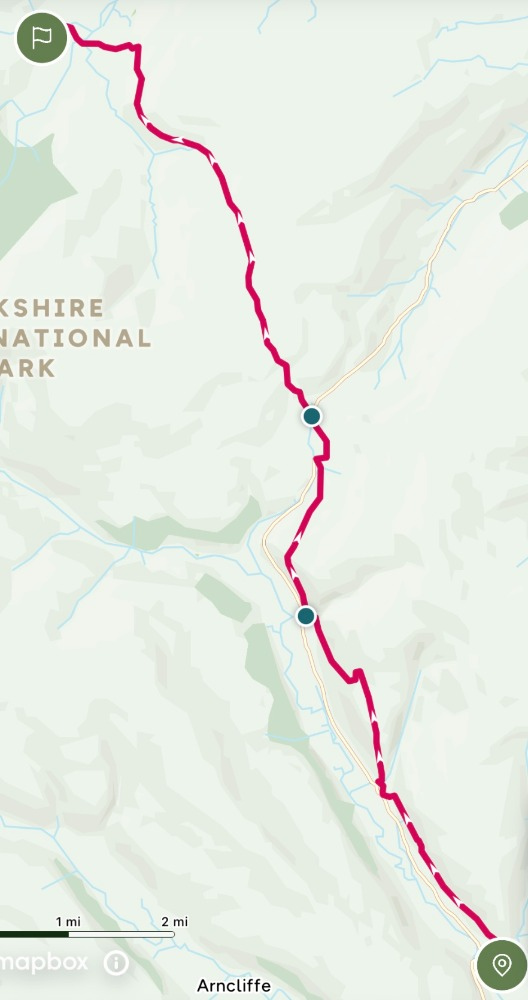 KSHIRE
NATIONAL
ARK
1 mi
2 mi
mapbox
Arncliffe